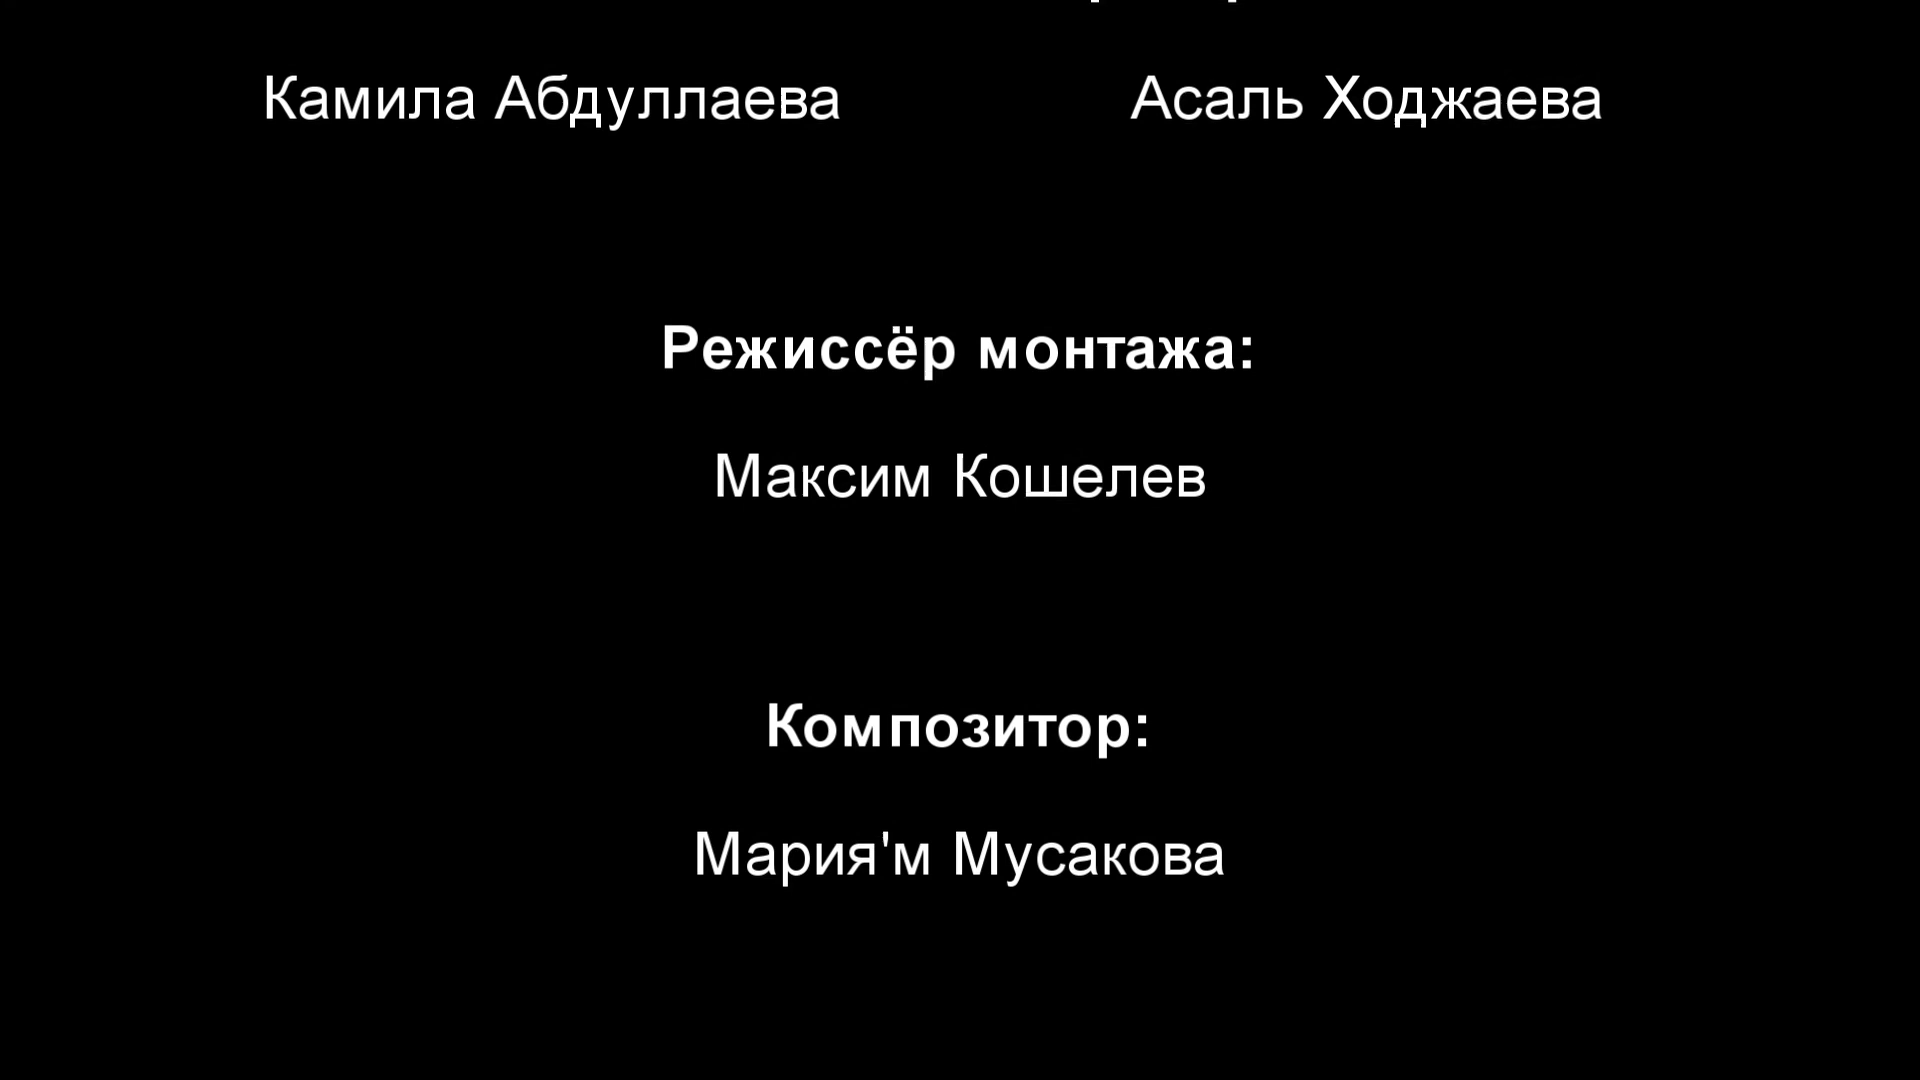 Камила Абдуллаева Асаль Ходжаева
Режиссёр монтажа:
Максим Кошелев
Композитор:
Мария'м Мусакова